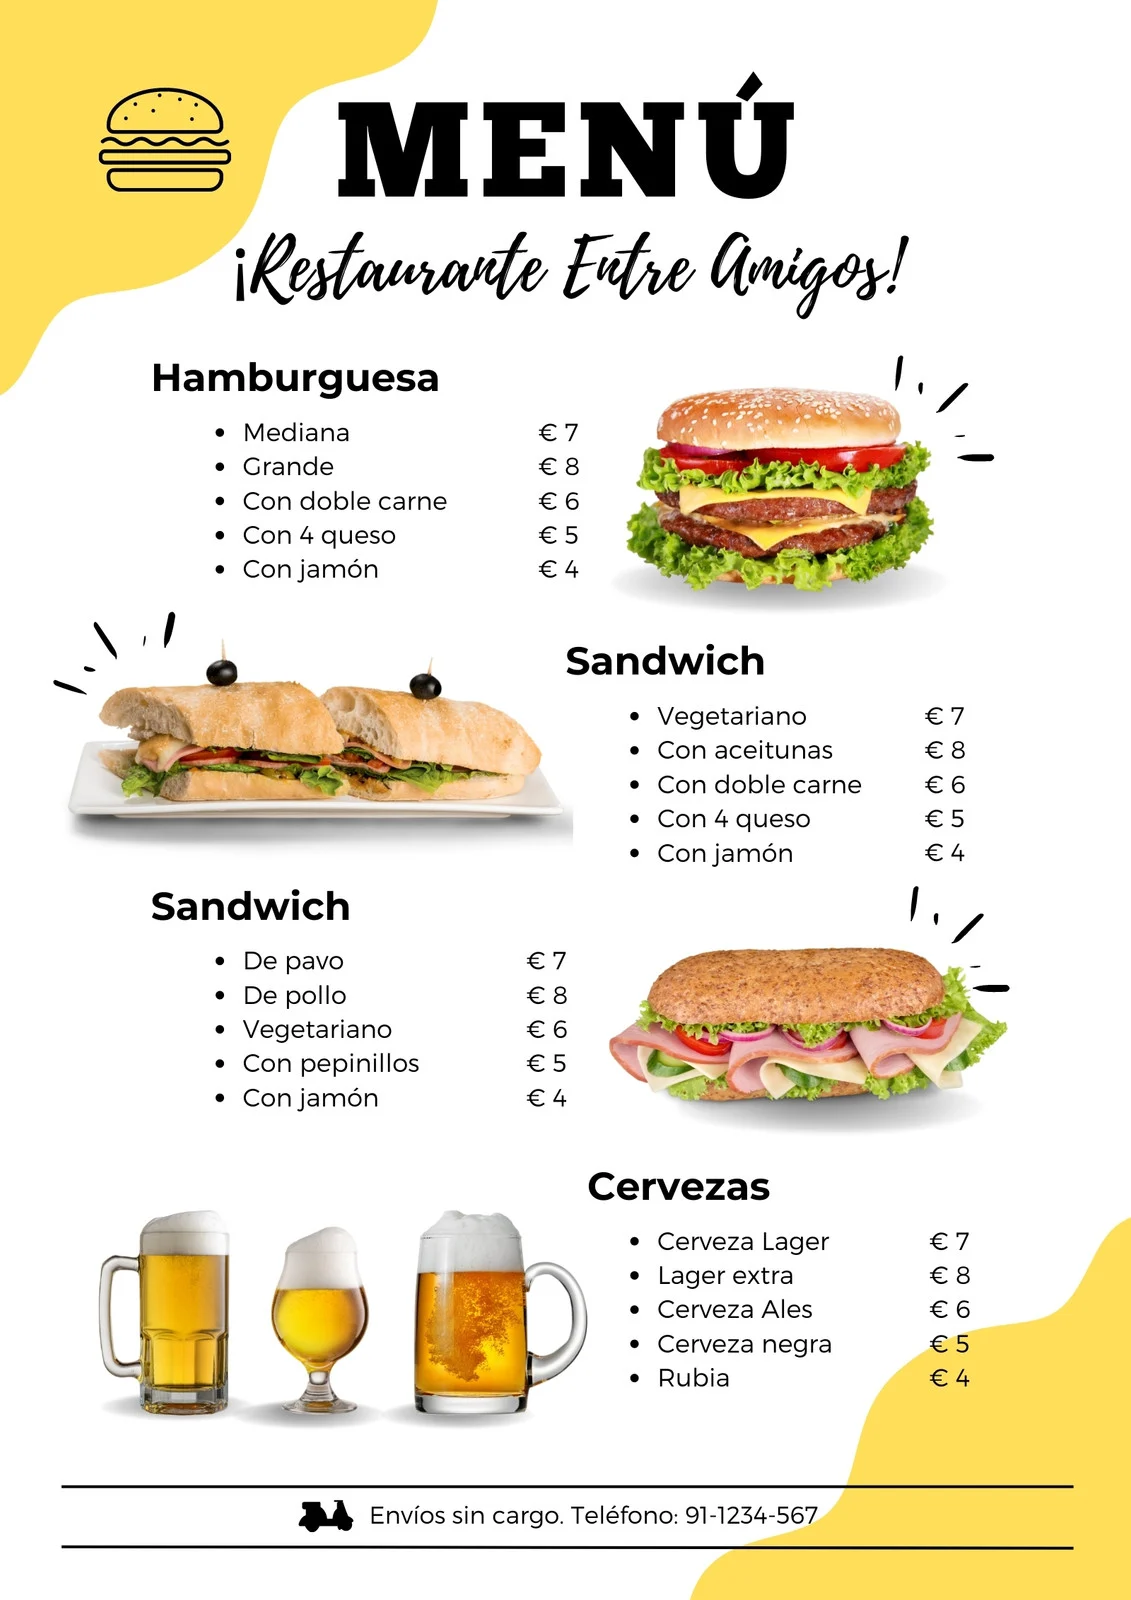 MENÚ
¡Restaurante Entre Amigos!
Hamburguesa
• Mediana € 7
• Grande € 8
• Con doble carne € 6
• Con 4 queso € 5
• Con jamón € 4
Sandwich
• Vegetariano € 7
• Con aceitunas € 8
• Con doble carne € 6
• Con 4 queso € 5
• Con jamón € 4
Sandwich
• De pavo € 7
• De pollo € 8
• Vegetariano € 6
• Con pepinillos € 5
• Con jamón € 4
Cervezas
• Cerveza Lager € 7
• Lager extra € 8
• Cerveza Ales € 6
• Cerveza negra € 5
• Rubia € 4
Envíos sin cargo. Teléfono: 91-1234-567